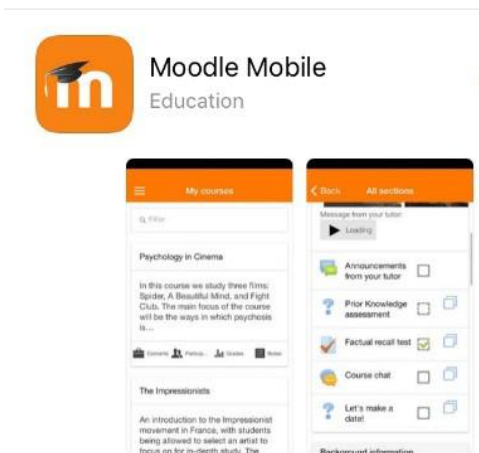 m
Moodle Mobile
Education
My courses
Filter
Psychology in Cinema
In this course we study three films:
Spider, A Beautiful Mind, and Fight
Club. The main focus of the course
will be the ways in which psychosis
is...
Contents Particip... Grades Notes
The Impressionists
An introduction to the Impressionist
movement in France, with students
being allowed to select an artist to
focus on for in-depth study. The
Back All sections
Message from your tutor:
Loading
Announcements
from your tutor
Prior Knowledge
assessment
Factual recall test
Course chat
Let's make a
date!
Background information